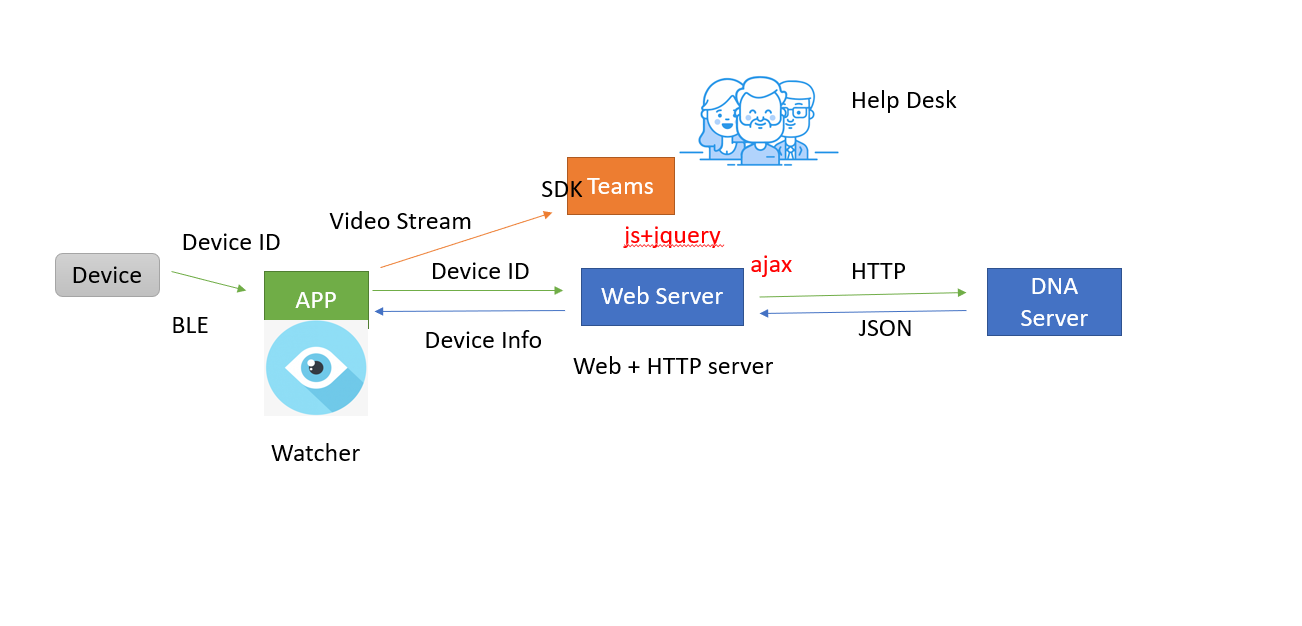 Help Desk
SDK
Teams
Video Stream
js+jquery
Device ID
ajax
Device ID
HTTP
Device
APP
Web Server
DNA
Server
BLE
Device Info
JSON
Web + HTTP server
Watcher